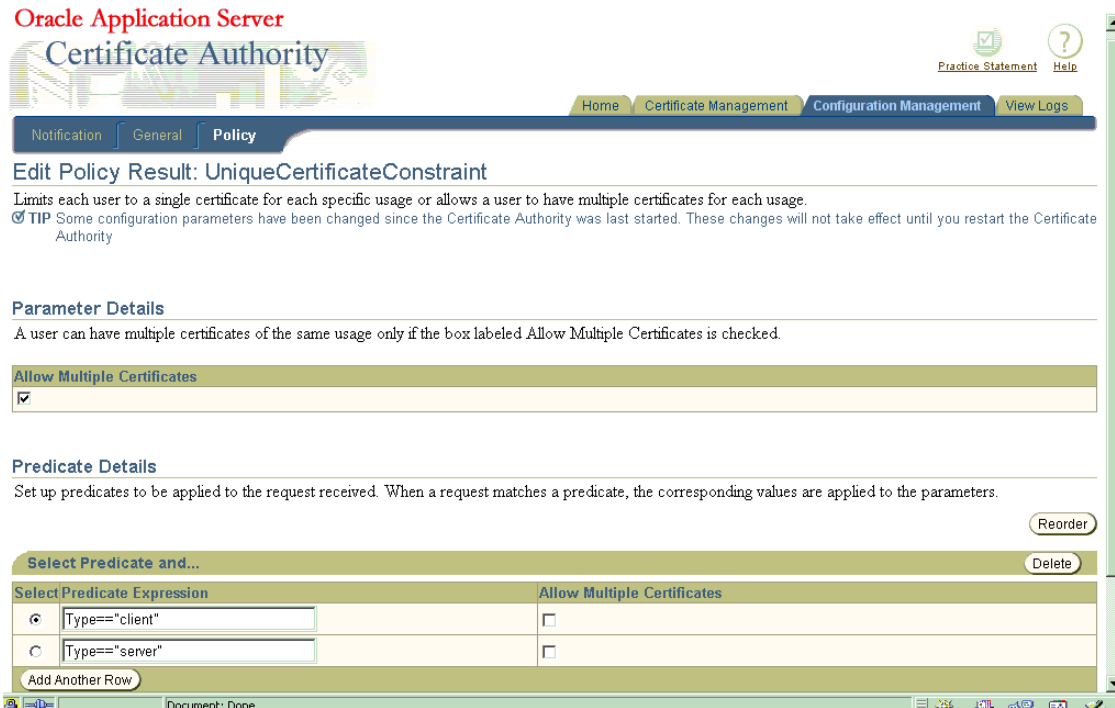 Oracle Application Server
Certificate Authority
Practice Statement Help
Home Certificate Management Configuration Management View Logs
Notification General Policy
Edit Policy Result: UniqueCertificateConstraint
Limits each user to a single certificate for each specific usage or allows a user to have multiple certificates for each usage.
TIP Some configuration parameters have been changed since the Certificate Authority was last started. These changes will not take effect until you restart the Certificate
Authority
Parameter Details
A user can have multiple certificates of the same usage only if the box labeled Allow Multiple Certificates is checked.
Allow Multiple Certificates
Predicate Details
Set up predicates to be applied to the request received. When a request matches a predicate, the corresponding values are applied to the parameters.
Reorder
Select Predicate and... Delete
Select Predicate Expression Allow Multiple Certificates
Type=="client"
Type=="server"
Add Another Row
Document: Done